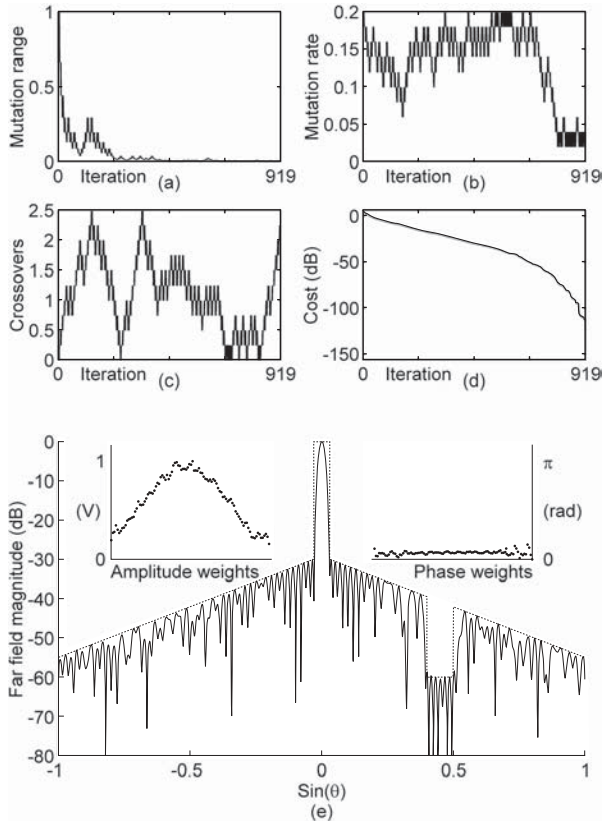 Mutation range
1
0.5
0
0 Iteration 919
(a)
Mutation rate
0.2
0.15
0.1
0.05
0
0 Iteration 919
(b)
Crossovers
2.5
2
1.5
1
0.5
0
0 Iteration 919
(c)
Cost (dB)
0
-50
-100
-150
0 Iteration 919
(d)
Far field magnitude (dB)
0
-10
-20
-30
-40
-50
-60
-70
-80
1
(V)
0
Amplitude weights
π
(rad)
0
Phase weights
-1 -0.5 0 0.5 1
Sin(θ)
(e)